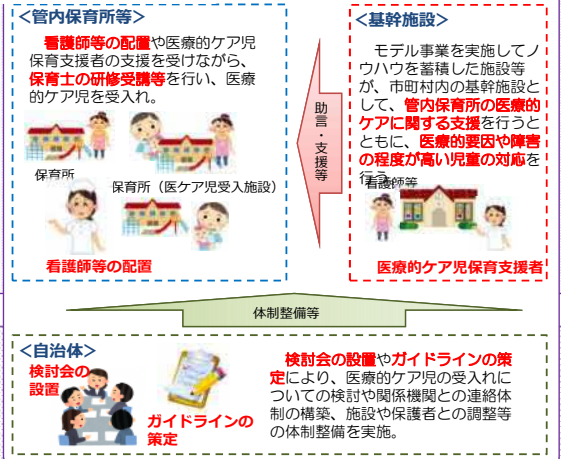 ＜管内保育所等＞
看護師等の配置や医療的ケア児
保育支援者の支援を受けながら、
保育士の研修受講等を行い、医療
的ケア児を受入れ。
保育所
保育所（医ケア児受入施設）
看護師等の配置
助言・支援等
＜基幹施設＞
モデル事業を実施してノ
ウハウを蓄積した施設等
が、市町村内の基幹施設と
して、管内保育所の医療的
ケアに関する支援を行うと
ともに、医療的要因や障害
の程度が高い児童の対応を
行う。
看護師等
医療的ケア児保育支援者
体制整備等
＜自治体＞
検討会の
設置
ガイドラインの
策定
検討会の設置やガイドラインの策
定により、医療的ケア児の受入れに
ついての検討や関係機関との連絡体
制の構築、施設や保護者との調整等
の体制整備を実施。